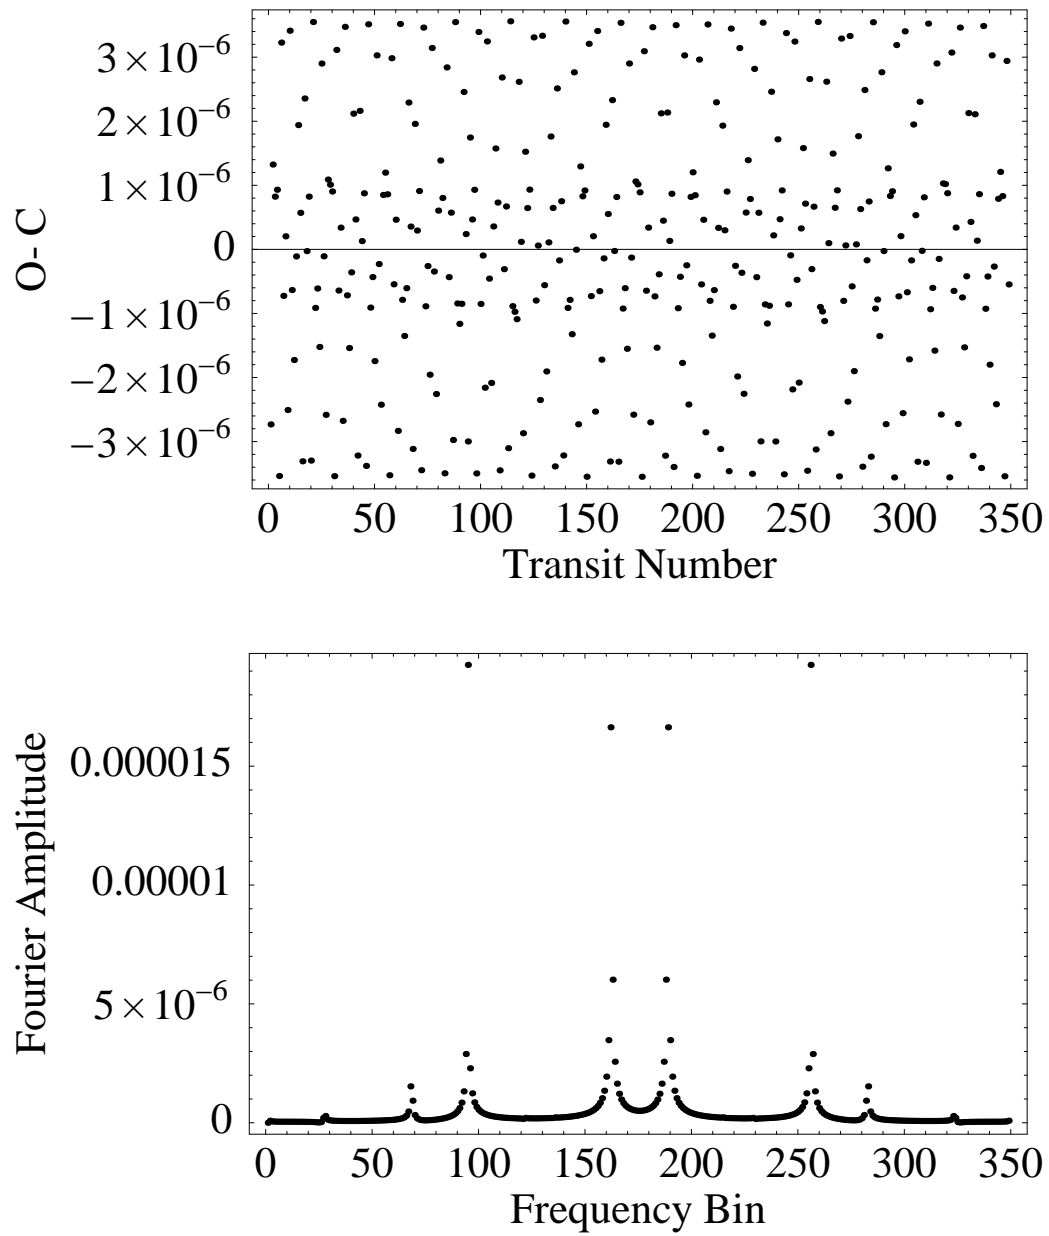 3×10⁻⁶
2×10⁻⁶
1×10⁻⁶
0
−1×10⁻⁶
−2×10⁻⁶
−3×10⁻⁶
O- C
0 50 100 150 200 250 300 350
Transit Number
0.000015
0.00001
5×10⁻⁶
0
Fourier Amplitude
0 50 100 150 200 250 300 350
Frequency Bin